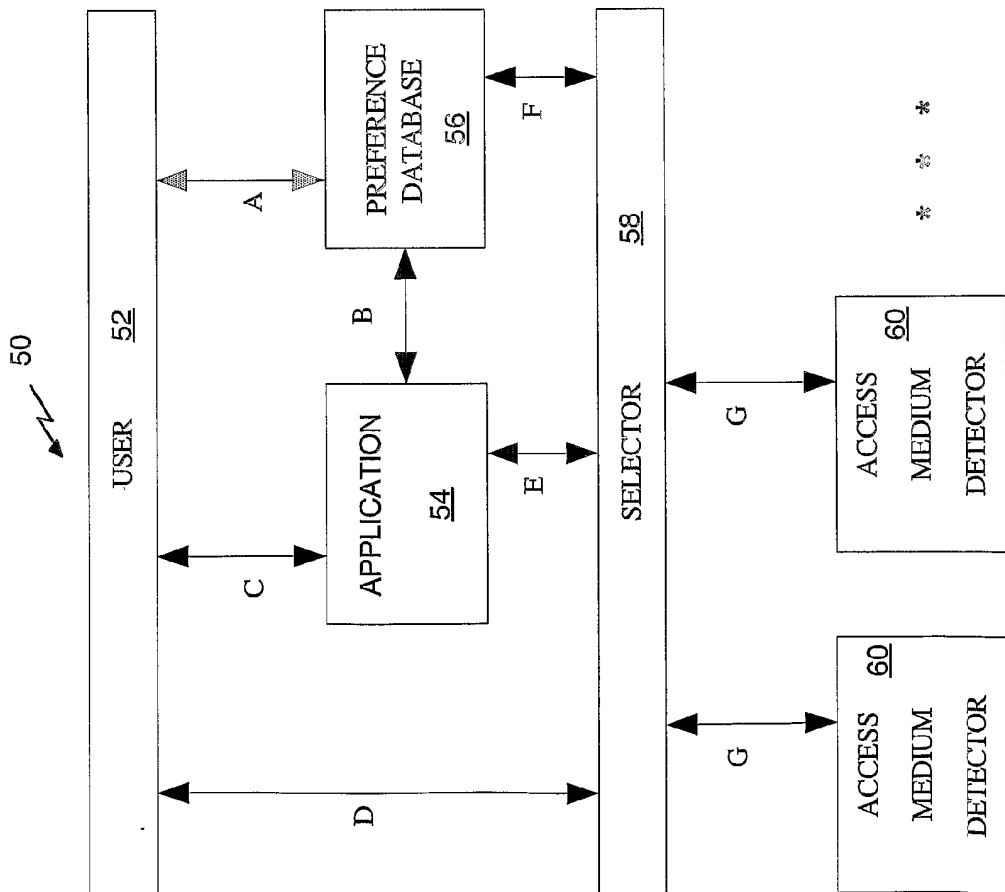 50
USER 52
A
C
D
PREFERENCE
DATABASE
56
B
APPLICATION
54
F
E
SELECTOR 58
G
G
ACCESS 60
MEDIUM
DETECTOR
ACCESS 60
MEDIUM
DETECTOR
* * *